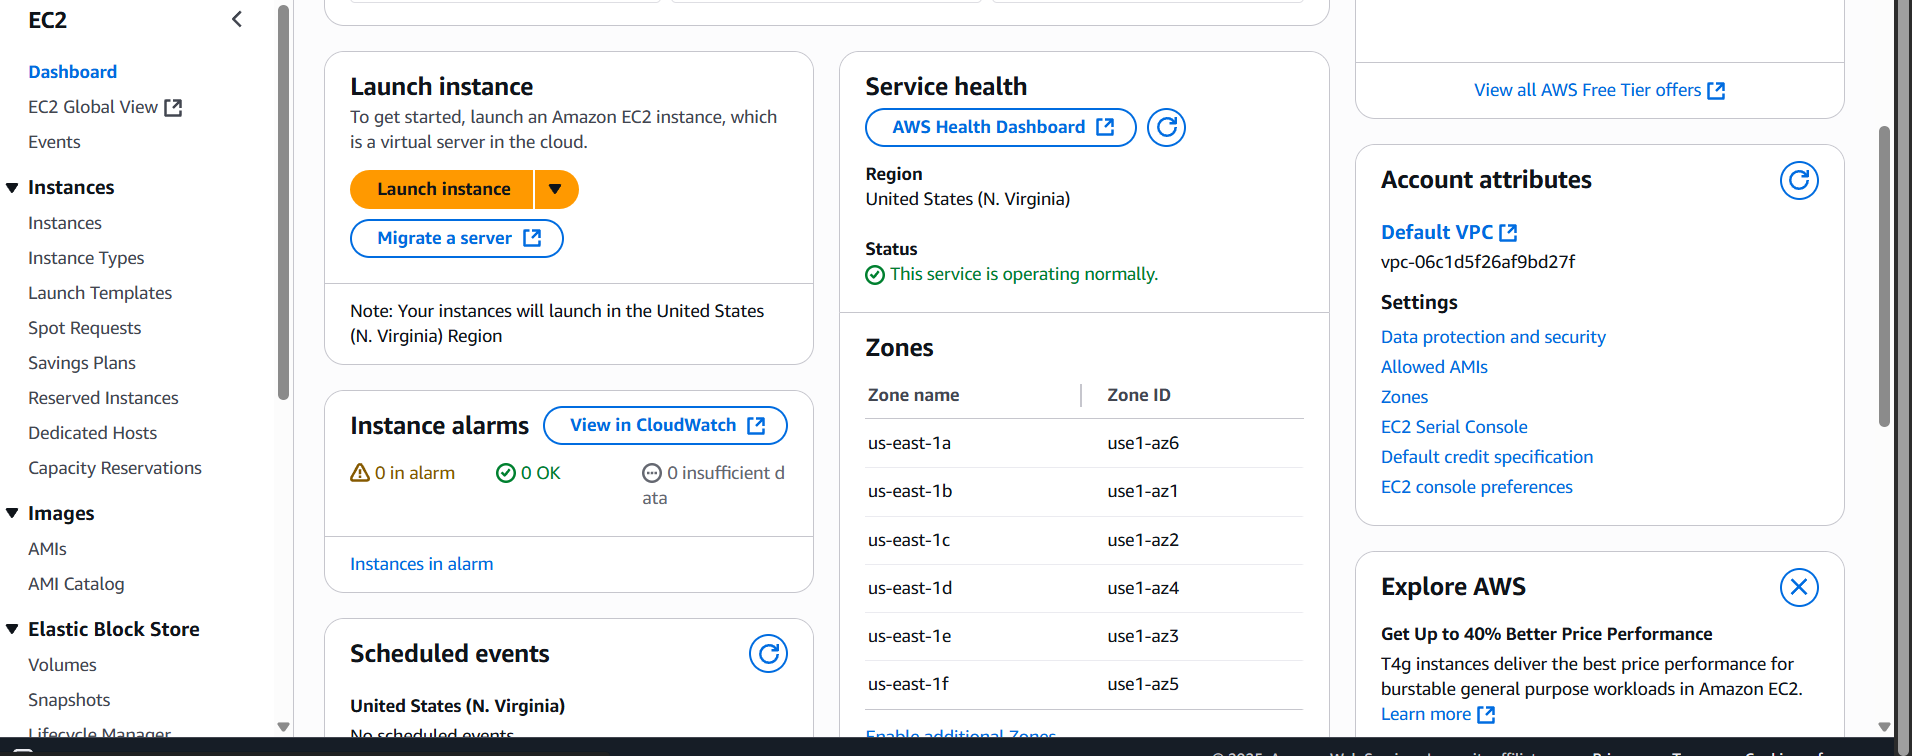 EC2
Dashboard
EC2 Global View
Events
Instances
Instances
Instance Types
Launch Templates
Spot Requests
Savings Plans
Reserved Instances
Dedicated Hosts
Capacity Reservations
Images
AMIs
AMI Catalog
Elastic Block Store
Volumes
Snapshots
Lifecycle Manager
Launch instance
To get started, launch an Amazon EC2 instance, which
is a virtual server in the cloud.
Launch instance
Migrate a server
Note: Your instances will launch in the United States
(N. Virginia) Region
Instance alarms
View in CloudWatch
0 in alarm
0 OK
0 insufficient d
ata
Instances in alarm
Scheduled events
United States (N. Virginia)
No scheduled events
Service health
AWS Health Dashboard
Region
United States (N. Virginia)
Status
This service is operating normally.
Zones
Zone name Zone ID
us-east-1a use1-az6
us-east-1b use1-az1
us-east-1c use1-az2
us-east-1d use1-az4
us-east-1e use1-az3
us-east-1f use1-az5
Enable additional Zones
View all AWS Free Tier offers
Account attributes
Default VPC
vpc-06c1d5f26af9bd27f
Settings
Data protection and security
Allowed AMIs
Zones
EC2 Serial Console
Default credit specification
EC2 console preferences
Explore AWS
Get Up to 40% Better Price Performance
T4g instances deliver the best price performance for
burstable general purpose workloads in Amazon EC2.
Learn more